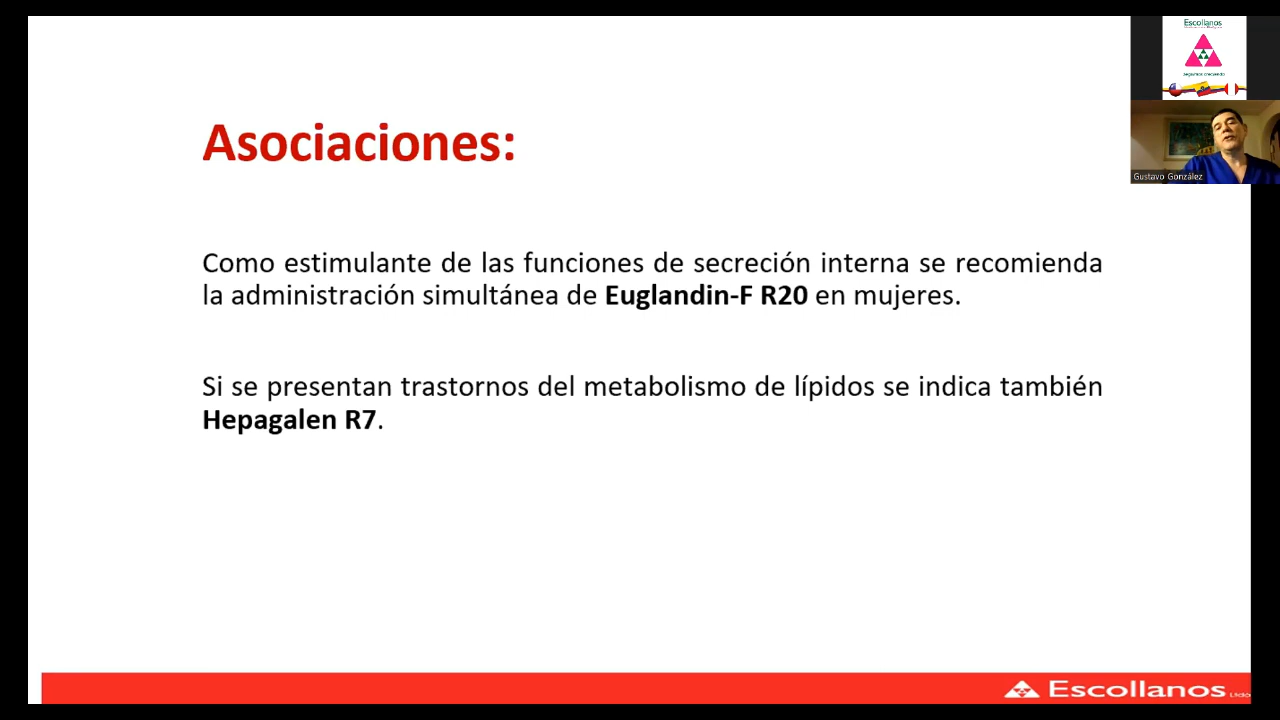 Escollanos
Asociaciones:
Gustavo González
Como estimulante de las funciones de secreción interna se recomienda
la administración simultánea de Euglandin-F R20 en mujeres.
Si se presentan trastornos del metabolismo de lípidos se indica también
Hepagalen R7.
Escollanos